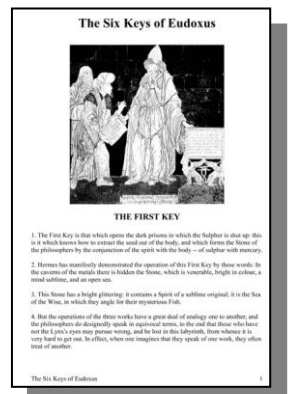 The Six Keys of Eudoxus
THE FIRST KEY
1. The First Key is that which opens the dark prisons in which the Sulphur is shut up: this
is it which knows how to extract the seed out of the body, and which forms the Stone of
the philosophers by the conjunction of the spirit with the body -- of sulphur with mercury.
2. Hermes has manifestly demonstrated the operation of this First Key by these words: In
the caverns of the metals there is hidden the Stone, which is venerable, bright in colour, a
mind sublime, and an open sea.
3. This Stone has a bright glittering: it contains a Spirit of a sublime original; it is the Sea
of the Wise, in which they angle for their mysterious Fish.
4. But the operations of the three works have a great deal of analogy one to another, and
the philosophers do designedly speak in equivocal terms, to the end that those who have
not the Lynx's eyes may pursue wrong, and be lost in this labyrinth, from whence it is
very hard to get out. In effect, when one imagines that they speak of one work, they often
treat of another.
The Six Keys of Eudoxus 1